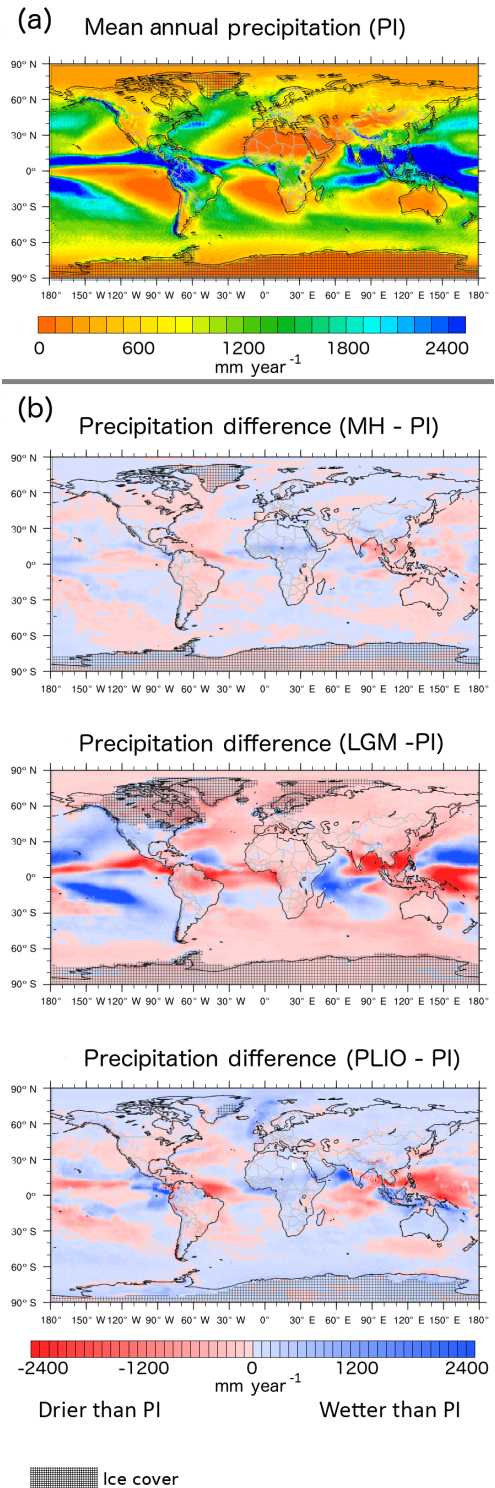 (a)
Mean annual precipitation (PI)
90° N
60° N
30° N
0°
30° S
60° S
90° S
180° 150° W 120° W 90° W 60° W 30° W 0° 30° E 60° E 90° E 120° E 150° E 180°
0 600 1200 1800 2400
mm year -1
(b)
Precipitation difference (MH - PI)
90° N
60° N
30° N
0°
30° S
60° S
90° S
180° 150° W 120° W 90° W 60° W 30° W 0° 30° E 60° E 90° E 120° E 150° E 180°
Precipitation difference (LGM -PI)
90° N
60° N
30° N
0°
30° S
60° S
90° S
180° 150° W 120° W 90° W 60° W 30° W 0° 30° E 60° E 90° E 120° E 150° E 180°
Precipitation difference (PLIO - PI)
90° N
60° N
30° N
0°
30° S
60° S
90° S
180° 150° W 120° W 90° W 60° W 30° W 0° 30° E 60° E 90° E 120° E 150° E 180°
-2400 -1200 0 1200 2400
mm year -1
Drier than PI Wetter than PI
Ice cover